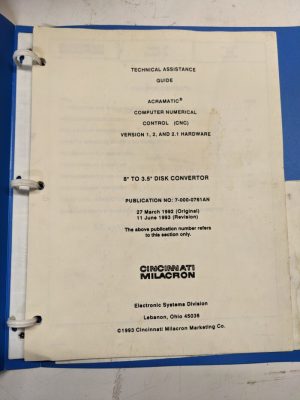 TECHNICAL ASSISTANCE
GUIDE
ACRAMATIC®
COMPUTER NUMERICAL
CONTROL (CNC)
VERSION 1, 2, AND 2.1 HARDWARE
8" TO 3.5" DISK CONVERTOR
PUBLICATION NO: 7-000-0761AN
27 March 1992 (Original)
11 June 1993 (Revision)
The above publication number refers
to this section only.
CINCINNATI
MILACRON
Electronic Systems Division
Lebanon, Ohio 45036
©1993 Cincinnati Milacron Marketing Co.